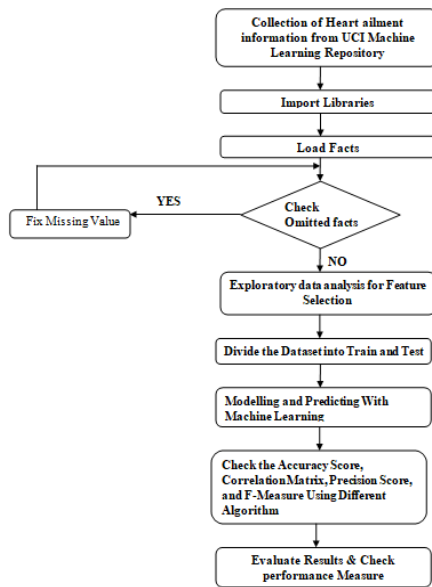 Collection of Heart ailment
information from UCI Machine
Learning Repository
Import Libraries
Load Facts
YES
Check
Omitted facts
Fix Missing Value
NO
Exploratory data analysis for Feature
Selection
Divide the Dataset into Train and Test
Modelling and Predicting With
Machine Learning
Check the Accuracy Score,
Correlation Matrix, Precision Score,
and F-Measure Using Different
Algorithm
Evaluate Results & Check
performance Measure